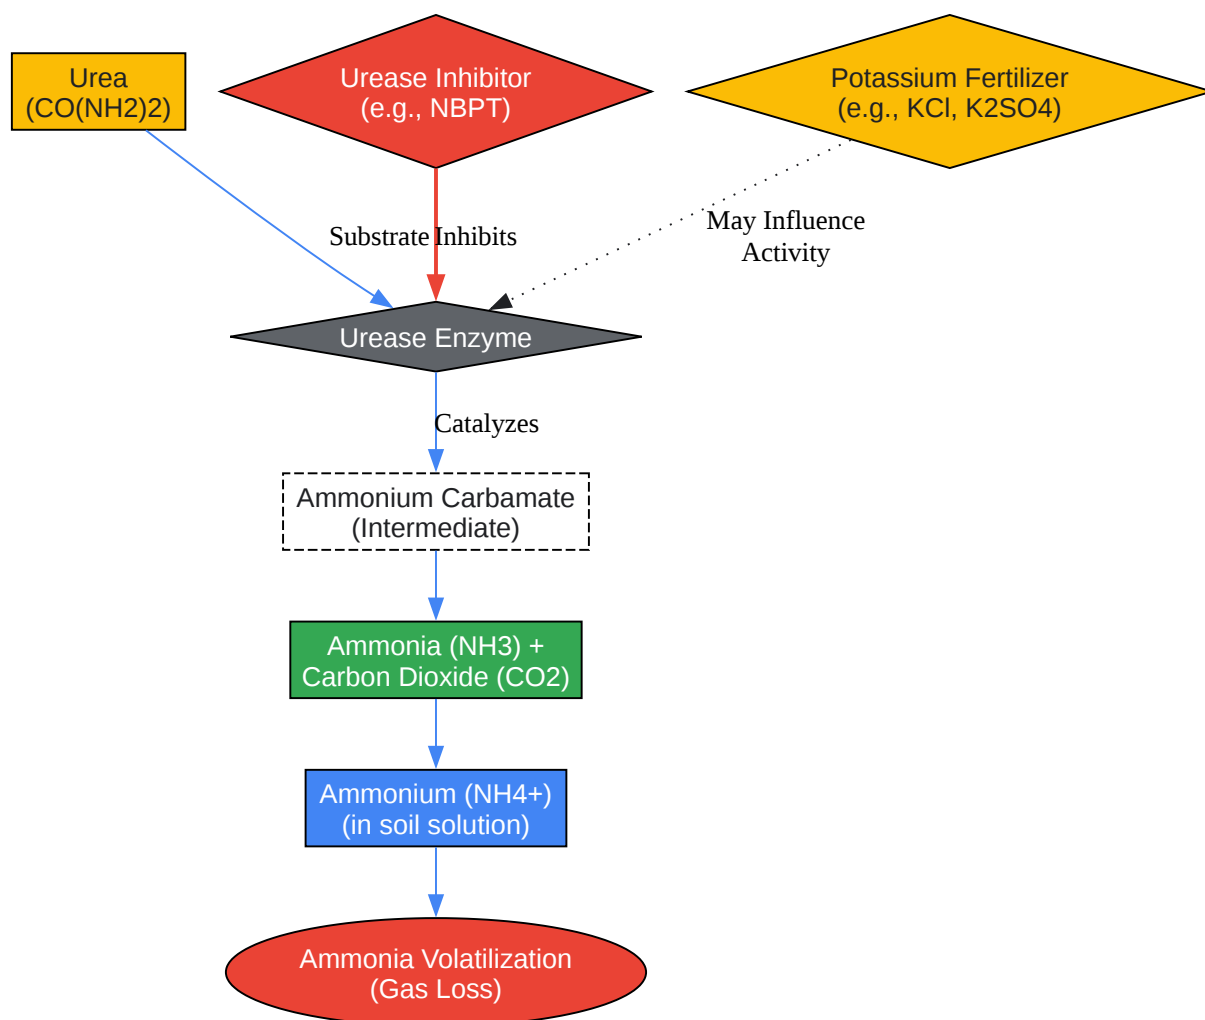 Urea
(CO(NH2)2)
Urease Inhibitor
(e.g., NBPT)
Potassium Fertilizer
(e.g., KCl, K2SO4)
Substrate
Inhibits
May Influence
Activity
Urease Enzyme
Catalyzes
Ammonium Carbamate
(Intermediate)
Ammonia (NH3) +
Carbon Dioxide (CO2)
Ammonium (NH4+)
(in soil solution)
Ammonia Volatilization
(Gas Loss)